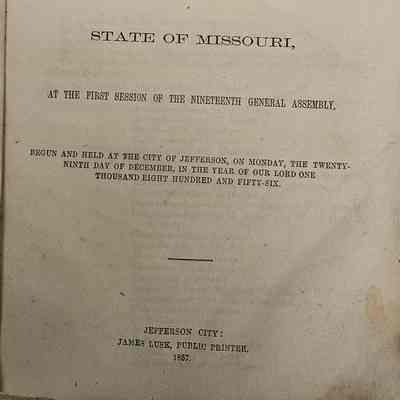 STATE OF MISSOURI,
AT THE FIRST SESSION OF THE NINETEENTH GENERAL ASSEMBLY,
BEGUN AND HELD AT THE CITY OF JEFFERSON, ON MONDAY, THE TWENTY-
NINTH DAY OF DECEMBER, IN THE YEAR OF OUR LORD ONE
THOUSAND EIGHT HUNDRED AND FIFTY-SIX.
JEFFERSON CITY:
JAMES LUSK, PUBLIC PRINTER.
1857.